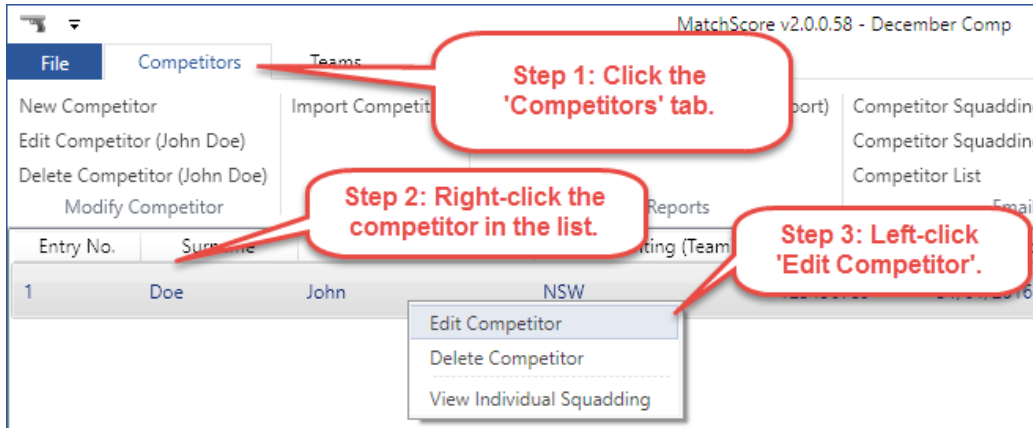 MatchScore v2.0.0.58 - December Comp
File Competitors Teams
Step 1: Click the
'Competitors' tab.
New Competitor
Import Competit
port)
Competitor Squaddin
Edit Competitor (John Doe)
Competitor Squaddin
Delete Competitor (John Doe)
Competitor List
Step 2: Right-click the
competitor in the list.
Modify Competitor
Reports
Email
Step 3: Left-click
'Edit Competitor'.
Entry No. Surname
ting (Team
1 Doe John NSW
Edit Competitor
Delete Competitor
View Individual Squadding